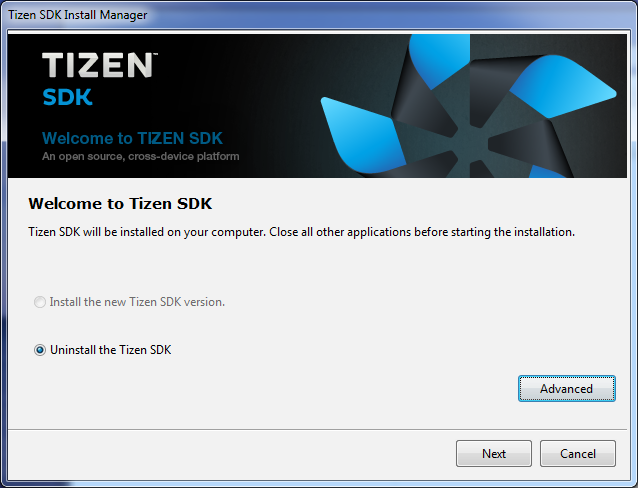 Tizen SDK Install Manager
TIZEN™
SDK
Welcome to TIZEN SDK
An open source, cross-device platform
Welcome to Tizen SDK
Tizen SDK will be installed on your computer. Close all other applications before starting the installation.
Install the new Tizen SDK version.
Uninstall the Tizen SDK
Advanced
Next
Cancel